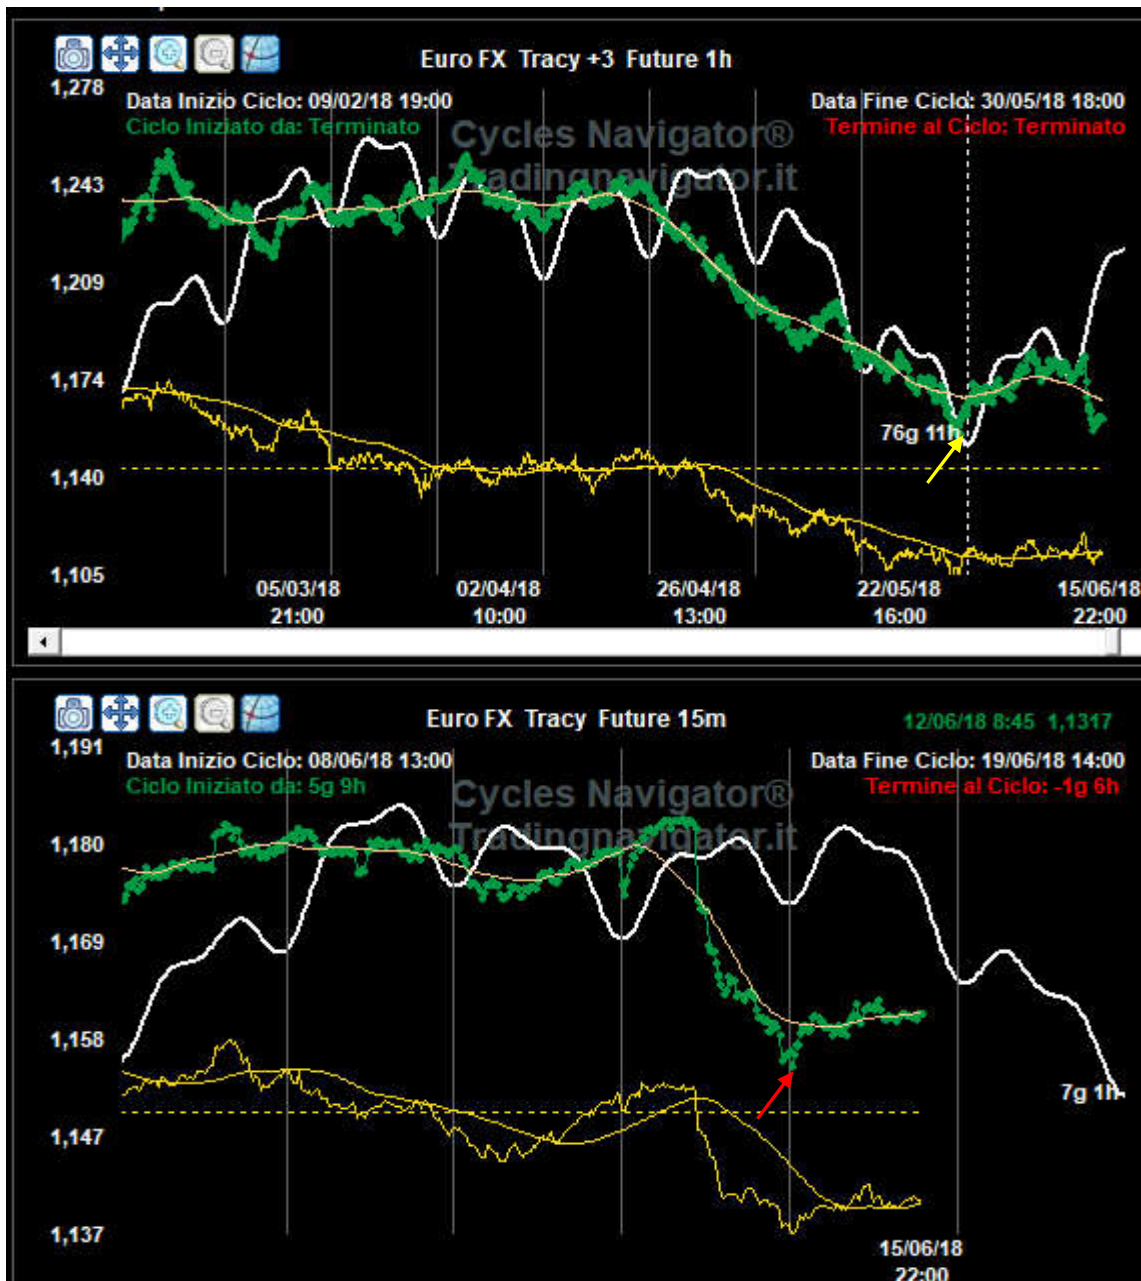 Euro FX Tracy +3 Future 1h
1,278
Data Inizio Ciclo: 09/02/18 19:00
Data Fine Ciclo: 30/05/18 18:00
Ciclo Iniziato da: Terminato
Termine al Ciclo: Terminato
Cycles Navigator®
Tradingnavigator.it
1,243
1,209
1,174
76g 11h
1,140
1,105
05/03/18 02/04/18 26/04/18 22/05/18 15/06/18
21:00 10:00 13:00 16:00 22:00
Euro FX Tracy Future 15m
12/06/18 8:45 1,1317
1,191
Data Inizio Ciclo: 08/06/18 13:00
Data Fine Ciclo: 19/06/18 14:00
Ciclo Iniziato da: 5g 9h
Termine al Ciclo: -1g 6h
Cycles Navigator®
Tradingnavigator.it
1,180
1,169
1,158
7g 1h
1,147
1,137
15/06/18
22:00